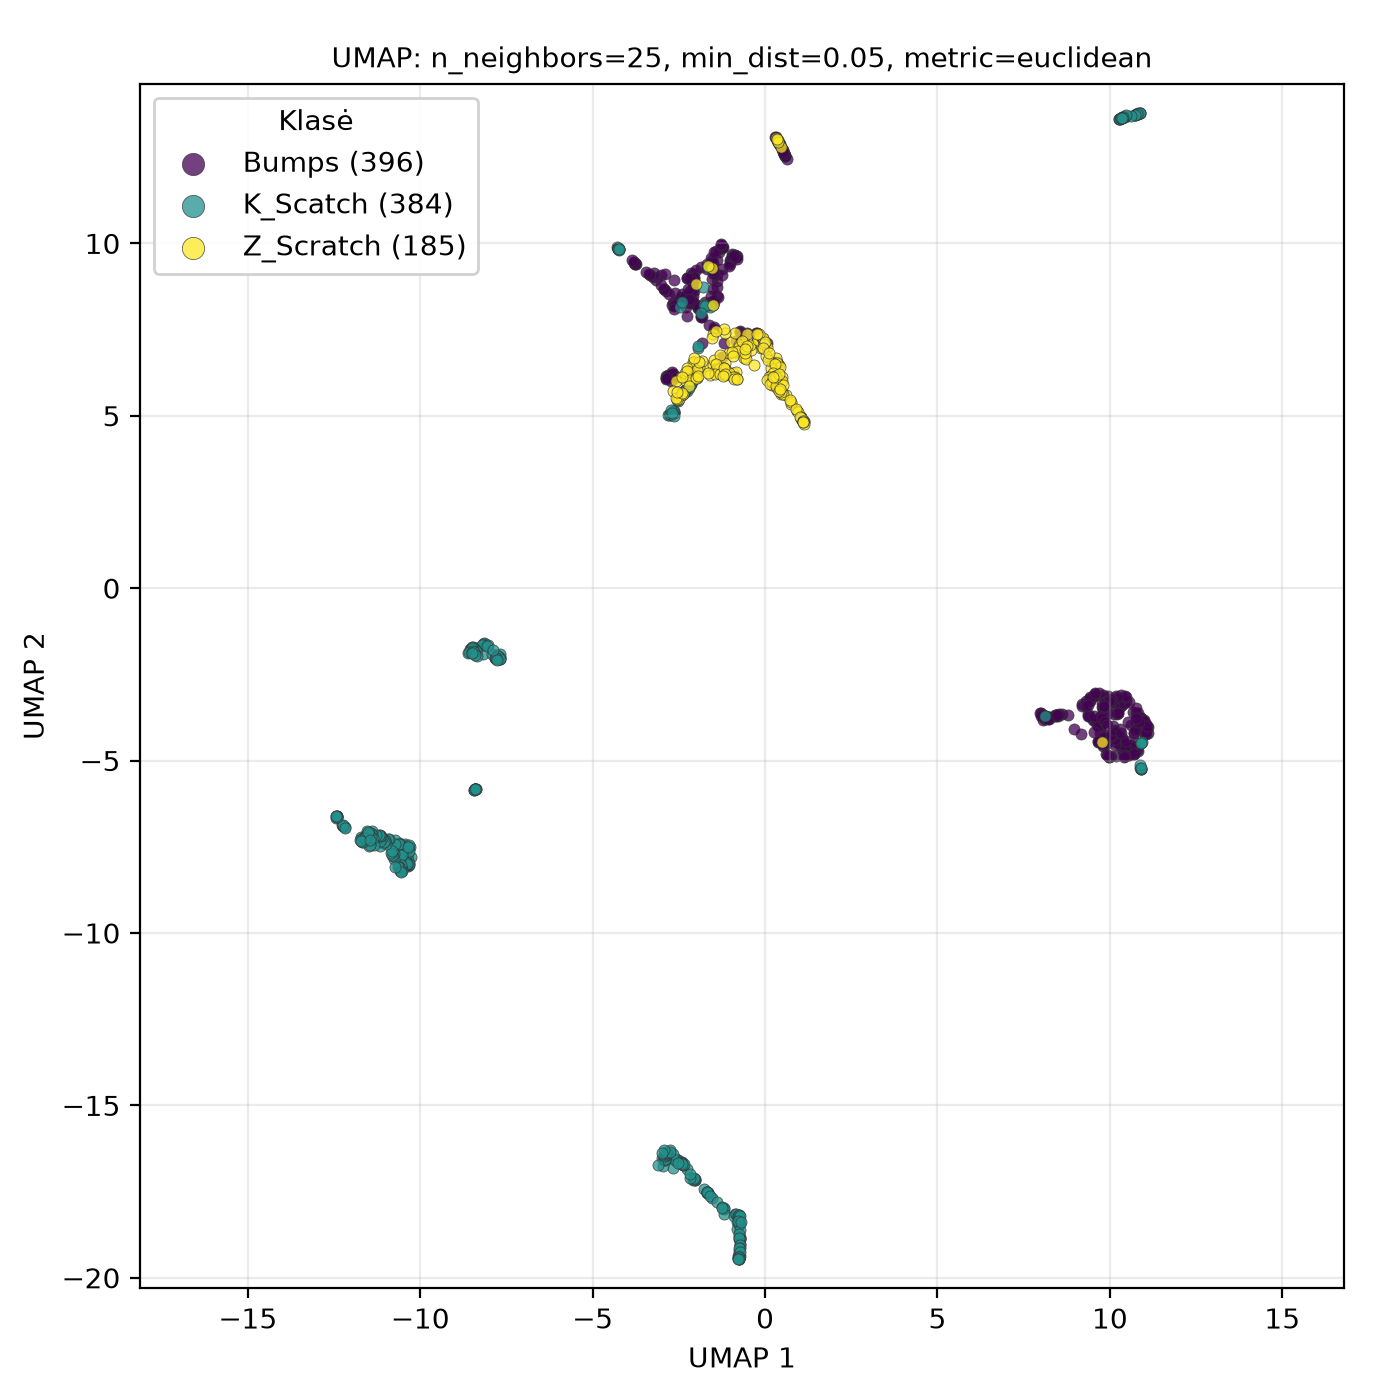 UMAP: n_neighbors=25, min_dist=0.05, metric=euclidean
Klasė
Bumps (396)
K_Scatch (384)
Z_Scratch (185)
10
5
0
−5
−10
−15
−20
UMAP 2
−15
−10
−5
0
5
10
15
UMAP 1